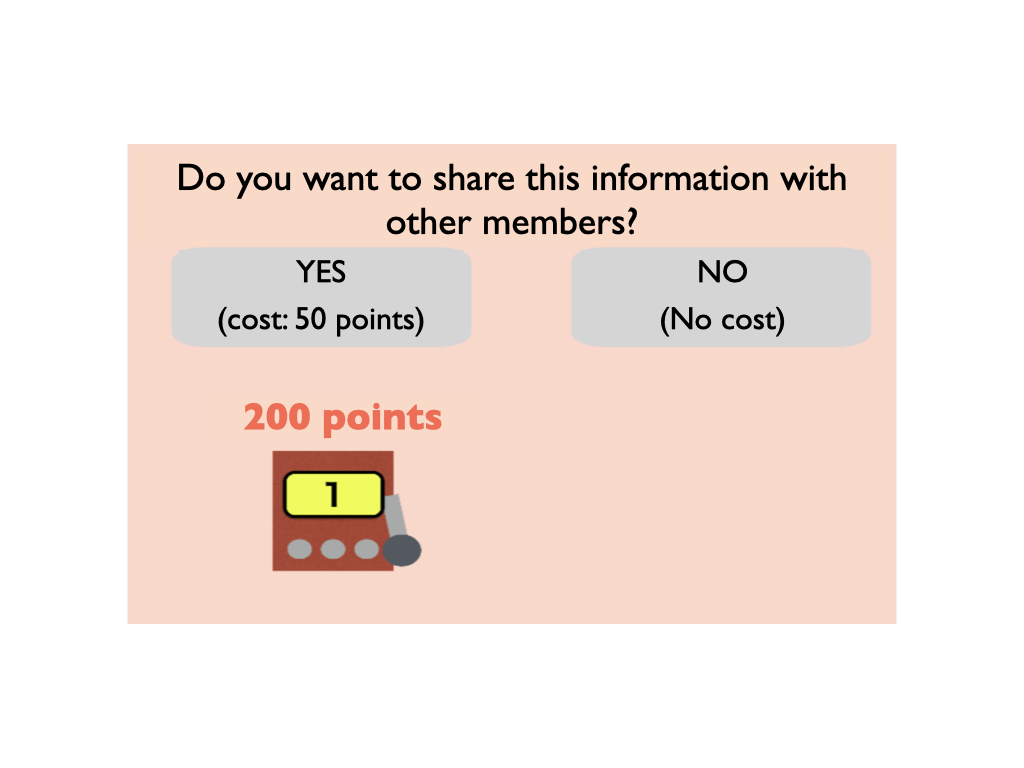 Do you want to share this information with
other members?
YES
(cost: 50 points)
NO
(No cost)
200 points
1